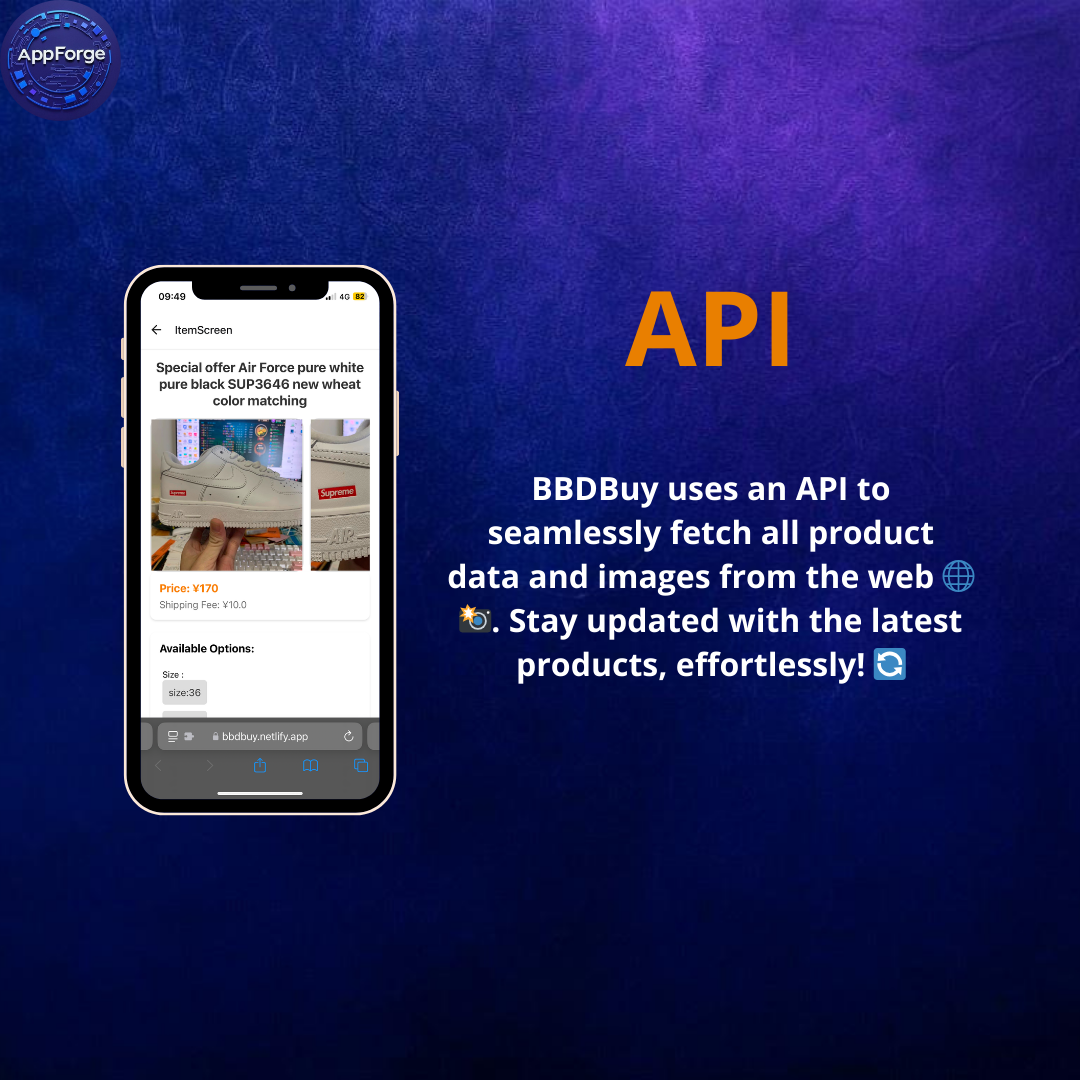 AppForge
09:49
4G 82
ItemScreen
Special offer Air Force pure white
pure black SUP3646 new wheat
color matching
Supreme
Supreme
AIR
Price: ¥170
Shipping Fee: ¥10.0
Available Options:
Size :
size:36
bbdbuy.netlify.app
API
BBDBuy uses an API to
seamlessly fetch all product
data and images from the web 🌐
📸. Stay updated with the latest
products, effortlessly! 🔄